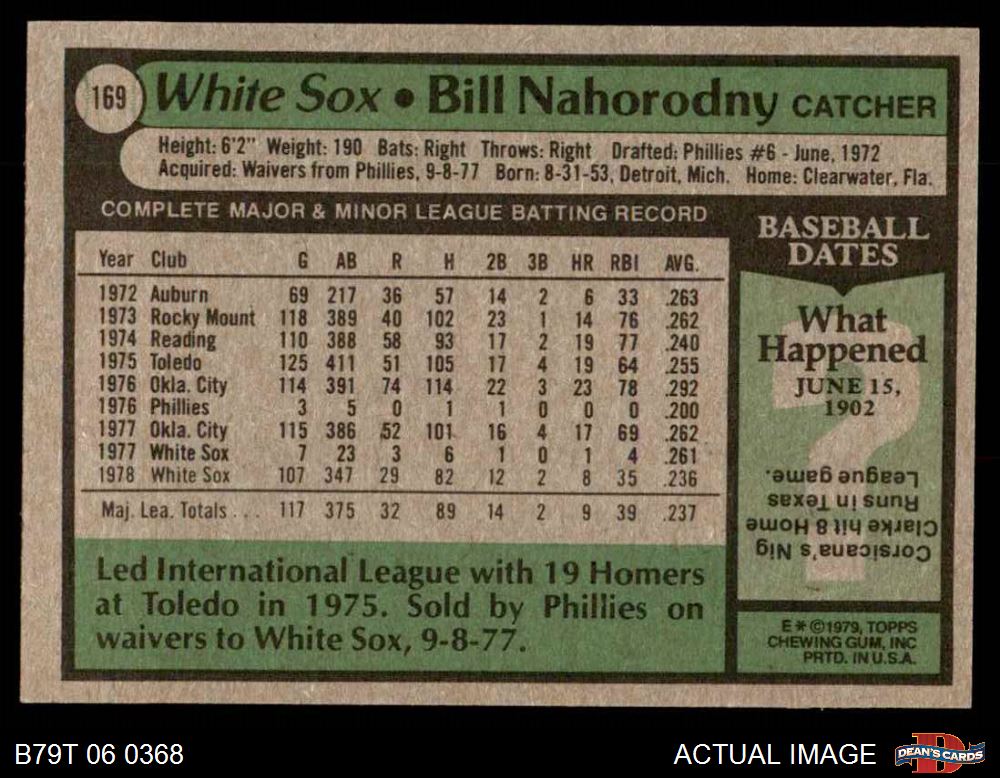 169 White Sox • Bill Nahorodny CATCHER
Height: 6'2" Weight: 190 Bats: Right Throws: Right Drafted: Phillies #6 - June, 1972
Acquired: Waivers from Phillies, 9-8-77 Born: 8-31-53, Detroit, Mich. Home: Clearwater, Fla.
COMPLETE MAJOR & MINOR LEAGUE BATTING RECORD
Year Club G AB R H 2B 3B HR RBI AVG.
1972 Auburn 69 217 36 57 14 2 6 33 .263
1973 Rocky Mount 118 389 40 102 23 1 14 76 .262
1974 Reading 110 388 58 93 17 2 19 77 .240
1975 Toledo 125 411 51 105 17 4 19 64 .255
1976 Okla. City 114 391 74 114 22 3 23 78 .292
1976 Phillies 3 5 0 1 1 0 0 0 .200
1977 Okla. City 115 386 52 101 16 4 17 69 .262
1977 White Sox 7 23 3 6 1 0 1 4 .261
1978 White Sox 107 347 29 82 12 2 8 35 .236
Maj. Lea. Totals . . . 117 375 32 89 14 2 9 39 .237
Led International League with 19 Homers
at Toledo in 1975. Sold by Phillies on
waivers to White Sox, 9-8-77.
BASEBALL
DATES
What
Happened
JUNE 15,
1902
?
Corsicana's Nig
Clarke hit 8 Home
Runs in Texas
League game.
E * ©1979, TOPPS
CHEWING GUM, INC
PRTD. IN U.S.A.
B79T 06 0368
ACTUAL IMAGE
D
DEAN'S CARDS